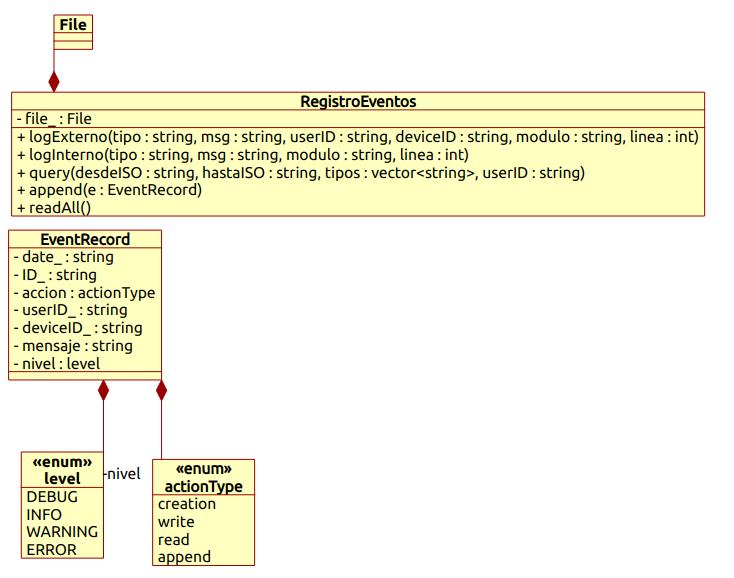 File
RegistroEventos
- file_ : File
+ logExterno(tipo : string, msg : string, userID : string, deviceID : string, modulo : string, linea : int)
+ logInterno(tipo : string, msg : string, modulo : string, linea : int)
+ query(desdeISO : string, hastaISO : string, tipos : vector<string>, userID : string)
+ append(e : EventRecord)
+ readAll()
EventRecord
- date_ : string
- ID_ : string
- accion : actionType
- userID_ : string
- deviceID_ : string
- mensaje : string
- nivel : level
«enum»
level
DEBUG
INFO
WARNING
ERROR
-nivel
«enum»
actionType
creation
write
read
append